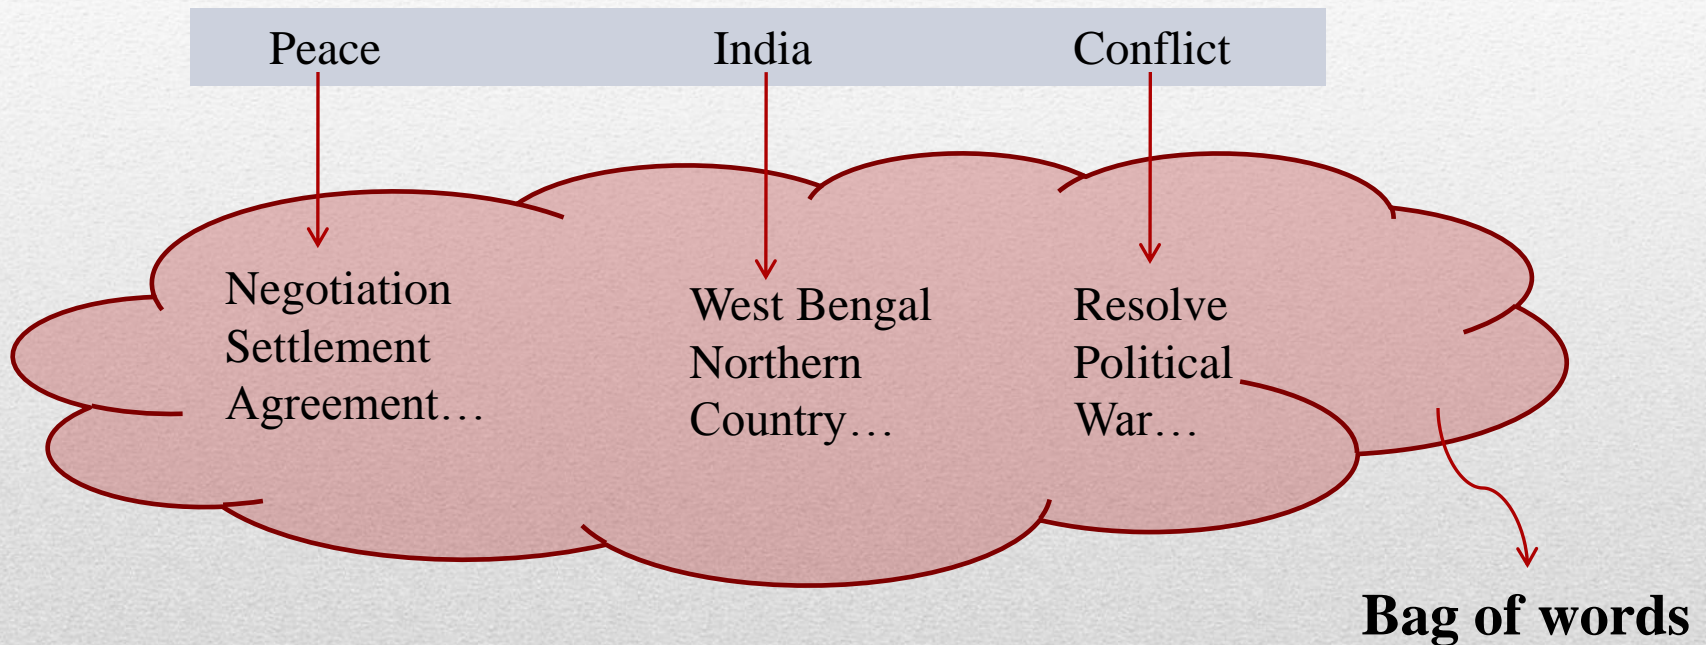 Peace India Conflict
Negotiation
Settlement
Agreement…
West Bengal
Northern
Country…
Resolve
Political
War…
Bag of words